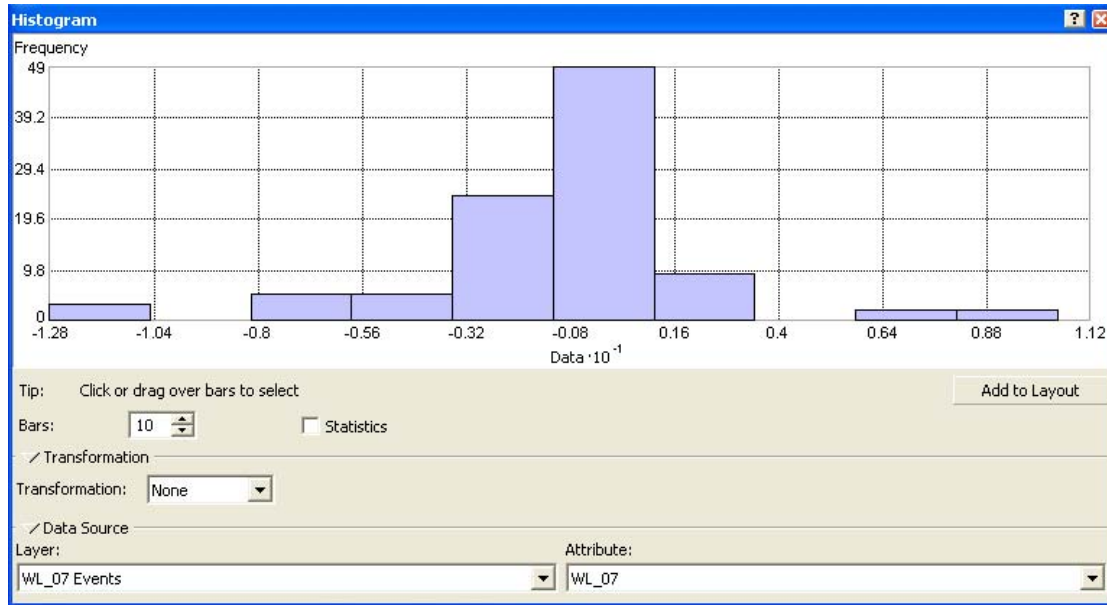 Histogram
?
Frequency
49
39.2
29.4
19.6
9.8
0
-1.28 -1.04 -0.8 -0.56 -0.32 -0.08 0.16 0.4 0.64 0.88 1.12
Data · 10⁻¹
Tip: Click or drag over bars to select Add to Layout
Bars: 10 Statistics
Transformation
Transformation: None
Data Source
Layer: Attribute:
WL_07 Events WL_07